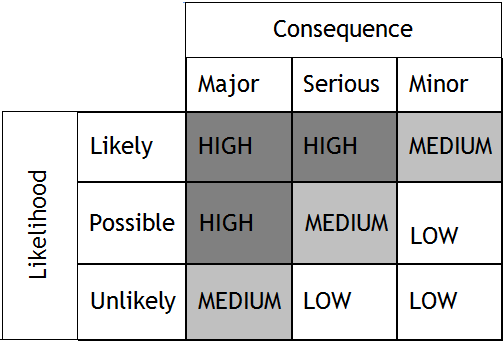 Consequence
Major Serious Minor
Likelihood
Likely HIGH HIGH MEDIUM
Possible HIGH MEDIUM LOW
Unlikely MEDIUM LOW LOW